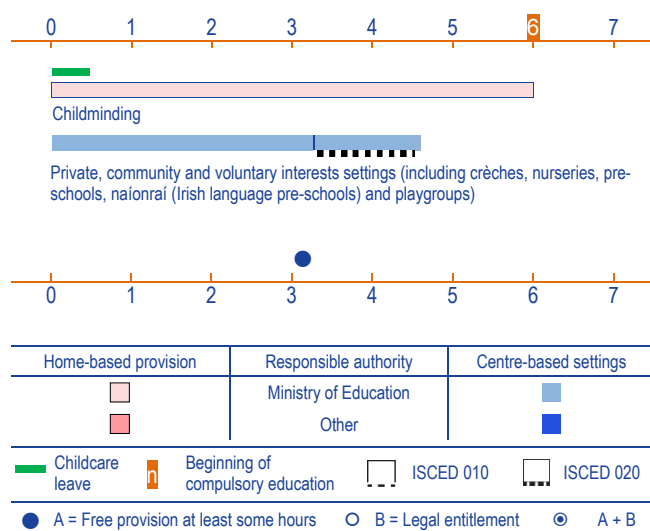 0 1 2 3 4 5 6 7
Childminding
Private, community and voluntary interests settings (including crèches, nurseries, pre-
schools, naíonraí (Irish language pre-schools) and playgroups)
0 1 2 3 4 5 6 7
Home-based provision Responsible authority Centre-based settings
Ministry of Education
Other
Childcare
leave
n
Beginning of
compulsory education
ISCED 010
ISCED 020
A = Free provision at least some hours B = Legal entitlement A + B